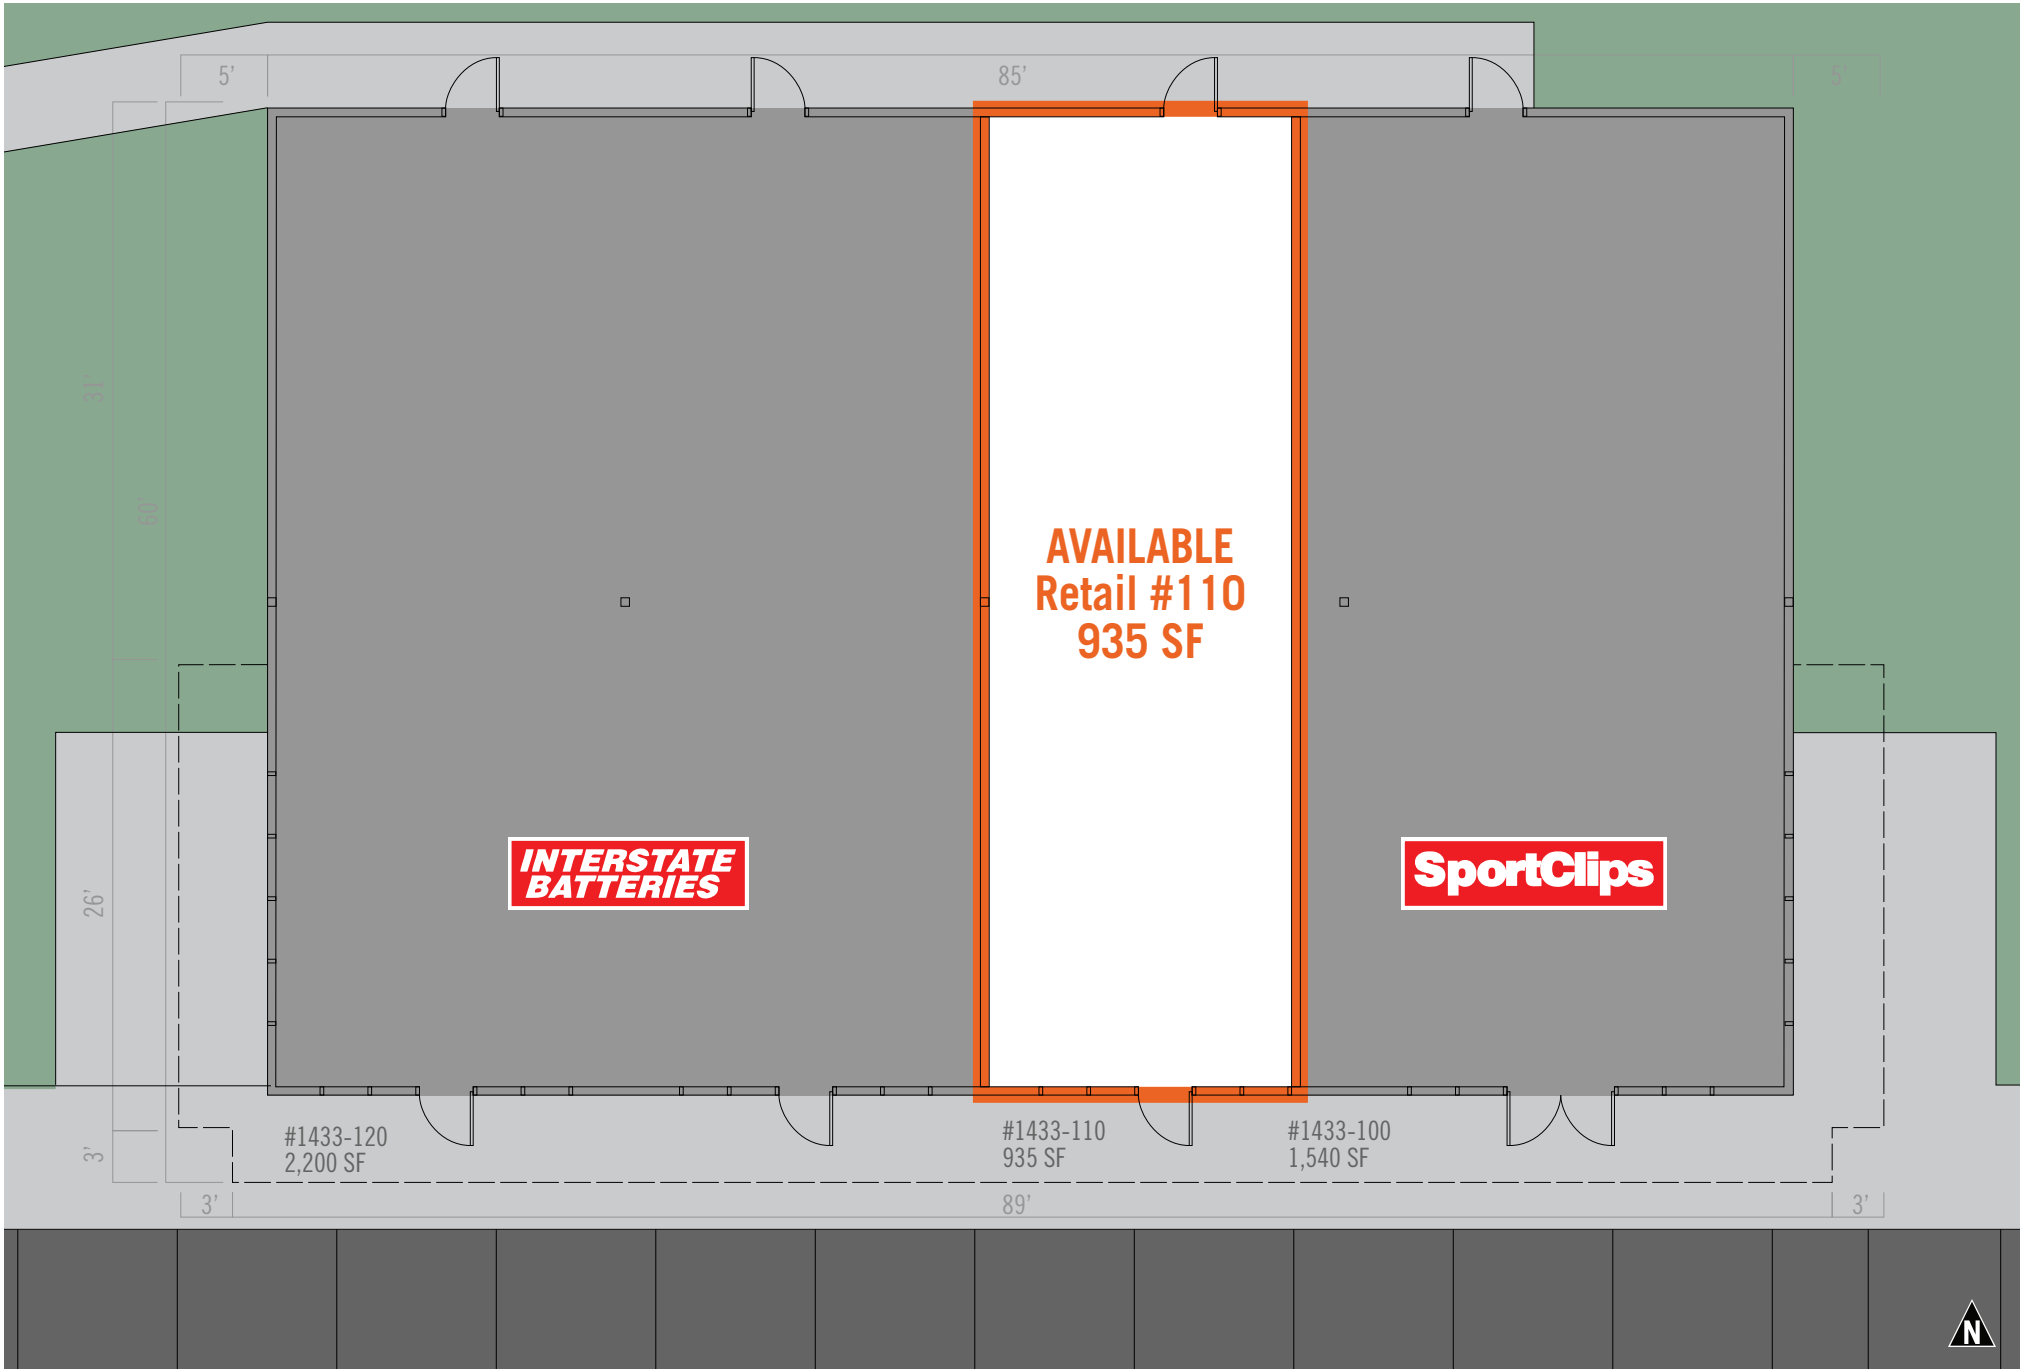 5’
85’
5’
31’
60’
AVAILABLE
Retail #110
935 SF
INTERSTATE
BATTERIES
SportClips
26’
3’
#1433-120
2,200 SF
#1433-110
935 SF
#1433-100
1,540 SF
3’
89’
3’
N